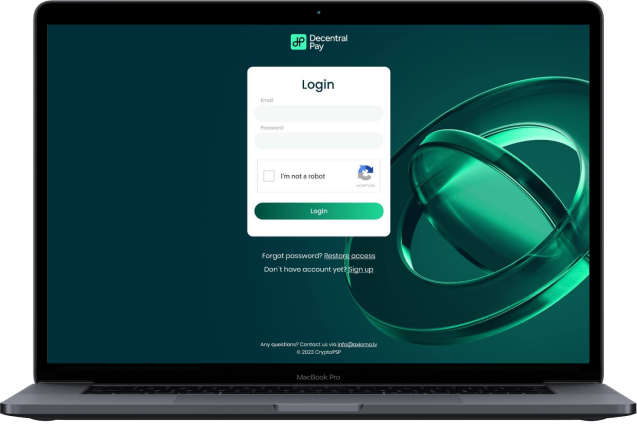 Decentral
Pay
Login
Email
Password
I'm not a robot
reCAPTCHA
Login
Forgot password? Restore access
Don't have account yet? Sign up
Any questions? Contact us via info@axioma.lv
© 2023 CryptoPSP
MacBook Pro